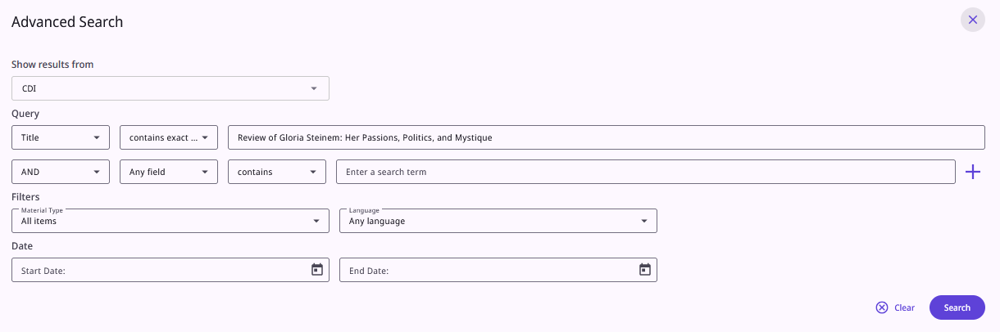 Advanced Search
Show results from
CDI
Query
Title contains exact ... Review of Gloria Steinem: Her Passions, Politics, and Mystique
AND Any field contains Enter a search term
Filters
Material Type Language
All items Any language
Date
Start Date: End Date:
Clear Search